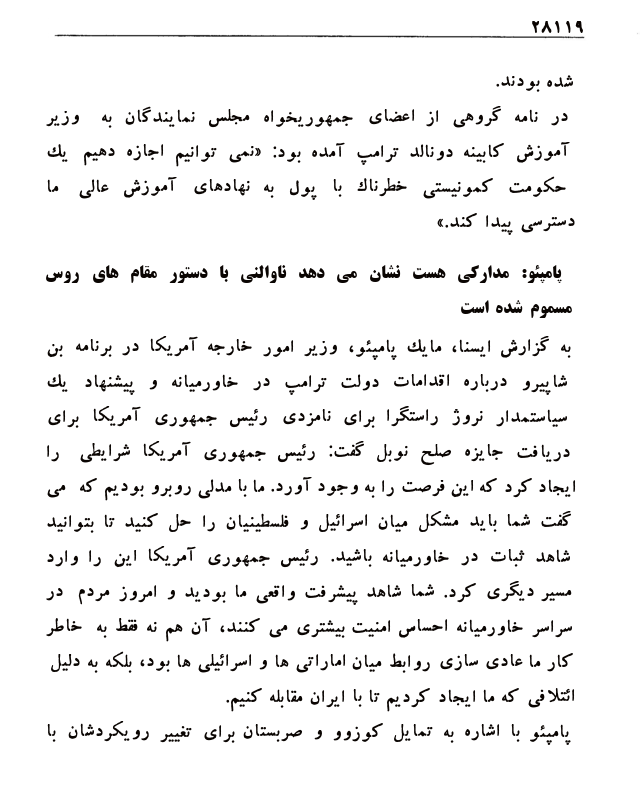 ۲۸۱۱۹
شده بودند.
در نامه گروهی از اعضای جمهوریخواه مجلس نمایندگان به وزیر
آموزش کابینه دونالد ترامپ آمده بود: «نمی توانیم اجازه دهیم يك
حکومت کمونیستی خطرناك با پول به نهادهای آموزش عالی ما
دسترسی پیدا کند.»
پامپئو: مدارکی هست نشان می دهد ناوالنی با دستور مقام های روس
مسموم شده است
به گزارش ایسنا، مايك پامپئو، وزیر امور خارجه آمریکا در برنامه بن
شاپیرو درباره اقدامات دولت ترامپ در خاورمیانه و پیشنهاد يك
سیاستمدار نروژ راستگرا برای نامزدی رئیس جمهوری آمریکا برای
دریافت جایزه صلح نوبل گفت: رئیس جمهوری آمریکا شرایطی را
ایجاد کرد که این فرصت را به وجود آورد. ما با مدلی روبرو بودیم که می
گفت شما باید مشکل میان اسرائیل و فلسطینیان را حل کنید تا بتوانید
شاهد ثبات در خاورمیانه باشید. رئیس جمهوری آمریکا این را وارد
مسیر دیگری کرد. شما شاهد پیشرفت واقعی ما بودید و امروز مردم در
سراسر خاورمیانه احساس امنیت بیشتری می کنند، آن هم نه فقط به خاطر
کار ما عادی سازی روابط میان اماراتی ها و اسرائیلی ها بود، بلکه به دلیل
ائتلافی که ما ایجاد کردیم تا با ایران مقابله کنیم.
پامپئو با اشاره به تمایل کوزوو و صربستان برای تغییر رویکردشان با